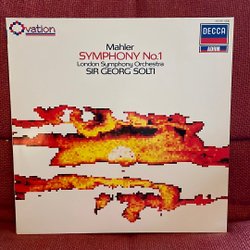 Ovation
DECCA
Mahler
SYMPHONY No.1
London Symphony Orchestra
SIR GEORG SOLTI